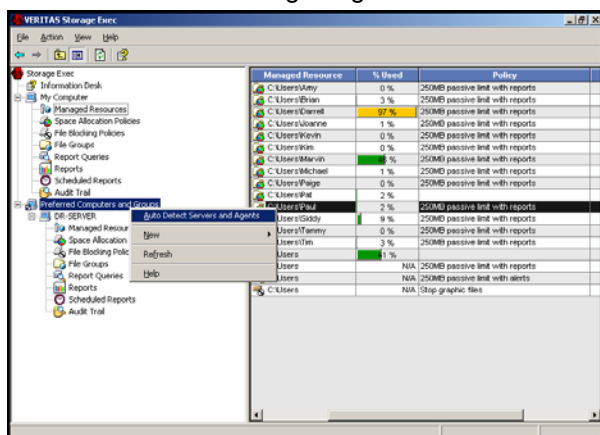 VERITAS Storage Exec
File Action View Help
Storage Exec
Information Desk
My Computer
Managed Resources
Space Allocation Policies
File Blocking Policies
File Groups
Report Queries
Reports
Scheduled Reports
Audit Trail
Preferred Computers and Groups
DR-SERVER
Managed Resour
Space Allocation
File Blocking Polic
File Groups
Report Queries
Reports
Scheduled Reports
Audit Trail
Auto Detect Servers and Agents
New
Refresh
Help
Managed Resource % Used Policy
C:\Users\Amy 0 % 250MB passive limit with reports
C:\Users\Brian 3 % 250MB passive limit with reports
C:\Users\Darrell 97 % 250MB passive limit with reports
C:\Users\Joanne 1 % 250MB passive limit with reports
C:\Users\Kevin 0 % 250MB passive limit with reports
C:\Users\Kim 0 % 250MB passive limit with reports
C:\Users\Marvin % 250MB passive limit with reports
C:\Users\Michael 1 % 250MB passive limit with reports
C:\Users\Paige 0 % 250MB passive limit with reports
C:\Users\Pat 2 %
C:\Users\Paul 2 % 250MB passive limit with reports
\Users\Siddy 9 % 250MB passive limit with reports
\Users\Tammy 0 % 250MB passive limit with reports
\Users\Tim 3 % 250MB passive limit with reports
Users 41 %
Users N/A 250MB passive limit with reports
Users N/A 250MB passive limit with alerts
C:\Users N/A Stop graphic files